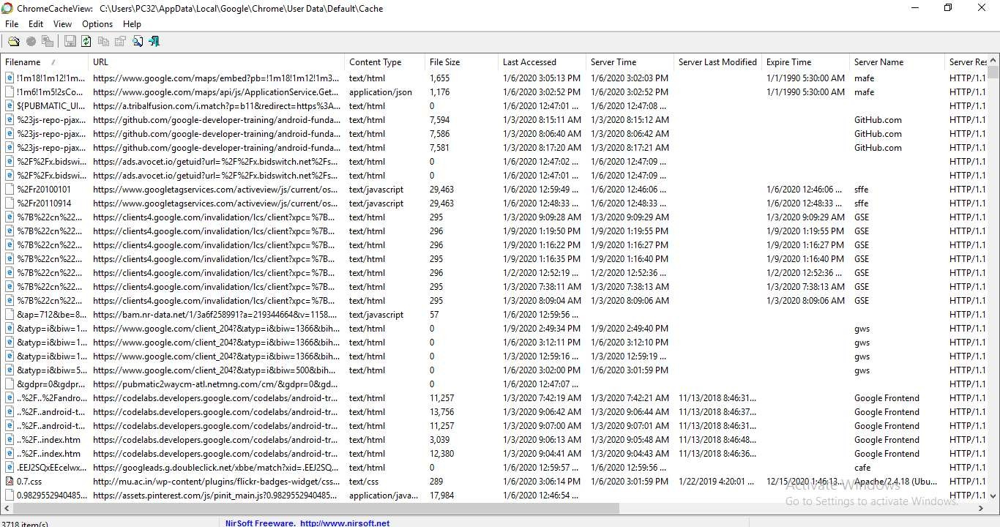 ChromeCacheView: C:\Users\PC32\AppData\Local\Google\Chrome\User Data\Default\Cache
File Edit View Options Help
Filename / URL Content Type File Size Last Accessed Server Time Server Last Modified Expire Time Server Name Server Res
!1m18!1m12!1m... https://www.google.com/maps/embed?pb=!1m18!1m12!1m3... text/html 1,655 1/6/2020 3:05:13 PM 1/6/2020 3:02:03 PM 1/1/1990 5:30:00 AM mafe HTTP/1.1
!1m6!1m5!2sCo... https://www.google.com/maps/api/js/ApplicationService.Get... application/json 1,176 1/6/2020 3:02:52 PM 1/6/2020 3:02:52 PM 1/1/1990 5:30:00 AM mafe HTTP/1.1
${PUBMATIC_UI... https://a.tribalfusion.com/i.match?p=b11&redirect=https%3A... text/html 0 1/6/2020 12:47:01 ... 1/6/2020 12:47:08 ... HTTP/1.1
%23js-repo-pjax... https://github.com/google-developer-training/android-funda... text/html 7,594 1/3/2020 8:15:11 AM 1/3/2020 8:15:12 AM GitHub.com HTTP/1.1
%23js-repo-pjax... https://github.com/google-developer-training/android-funda... text/html 7,586 1/3/2020 8:06:40 AM 1/3/2020 8:06:42 AM GitHub.com HTTP/1.1
%23js-repo-pjax... https://github.com/google-developer-training/android-funda... text/html 7,581 1/3/2020 8:17:20 AM 1/3/2020 8:17:21 AM GitHub.com HTTP/1.1
%2F%2Fx.bidswi... https://ads.avocet.io/getuid?url=%2F%2Fx.bidswitch.net%2Fs... text/html 0 1/6/2020 12:47:02 ... 1/6/2020 12:47:09 ... HTTP/1.1
%2F%2Fx.bidswi... https://ads.avocet.io/getuid?url=%2F%2Fx.bidswitch.net%2Fs... text/html 0 1/6/2020 12:47:01 ... 1/6/2020 12:47:09 ... HTTP/1.1
%2Fr20100101 https://www.googletagservices.com/activeview/js/current/os... text/javascript 29,463 1/6/2020 12:59:49 ... 1/6/2020 12:46:06 ... 1/6/2020 12:46:06 ... sffe HTTP/1.1
%2Fr20110914 https://www.googletagservices.com/activeview/js/current/os... text/javascript 29,463 1/6/2020 12:48:33 ... 1/6/2020 12:48:33 ... 1/6/2020 12:48:33 ... sffe HTTP/1.1
%7B%22cn%22... https://clients4.google.com/invalidation/lcs/client?xpc=%7B... text/html 295 1/3/2020 9:09:28 AM 1/3/2020 9:09:29 AM 1/3/2020 9:09:29 AM GSE HTTP/1.1
%7B%22cn%22... https://clients4.google.com/invalidation/lcs/client?xpc=%7B... text/html 296 1/9/2020 1:19:50 PM 1/9/2020 1:19:55 PM 1/9/2020 1:19:55 PM GSE HTTP/1.1
%7B%22cn%22... https://clients4.google.com/invalidation/lcs/client?xpc=%7B... text/html 296 1/9/2020 1:16:22 PM 1/9/2020 1:16:27 PM 1/9/2020 1:16:27 PM GSE HTTP/1.1
%7B%22cn%22... https://clients4.google.com/invalidation/lcs/client?xpc=%7B... text/html 295 1/9/2020 1:16:35 PM 1/9/2020 1:16:40 PM 1/9/2020 1:16:40 PM GSE HTTP/1.1
%7B%22cn%22... https://clients4.google.com/invalidation/lcs/client?xpc=%7B... text/html 296 1/2/2020 12:52:19 ... 1/2/2020 12:52:36 ... 1/2/2020 12:52:36 ... GSE HTTP/1.1
%7B%22cn%22... https://clients4.google.com/invalidation/lcs/client?xpc=%7B... text/html 295 1/3/2020 7:38:11 AM 1/3/2020 7:38:13 AM 1/3/2020 7:38:13 AM GSE HTTP/1.1
%7B%22cn%22... https://clients4.google.com/invalidation/lcs/client?xpc=%7B... text/html 295 1/3/2020 8:09:04 AM 1/3/2020 8:09:06 AM 1/3/2020 8:09:06 AM GSE HTTP/1.1
&ap=712&be=8... https://bam.nr-data.net/1/3a6f258991?a=219344664&v=1158.... text/javascript 57 1/6/2020 12:59:56 ... HTTP/1.1
&atyp=i&biw=1... https://www.google.com/client_204?&atyp=i&biw=1366&bih... text/html 0 1/9/2020 2:49:34 PM 1/9/2020 2:49:40 PM gws HTTP/1.1
&atyp=i&biw=1... https://www.google.com/client_204?&atyp=i&biw=1366&bih... text/html 0 1/6/2020 3:12:11 PM 1/6/2020 3:12:10 PM gws HTTP/1.1
&atyp=i&biw=1... https://www.google.com/client_204?&atyp=i&biw=1366&bih... text/html 0 1/3/2020 12:59:16 ... 1/3/2020 12:59:19 ... gws HTTP/1.1
&atyp=i&biw=5... https://www.google.com/client_204?&atyp=i&biw=500&bih... text/html 0 1/6/2020 3:02:00 PM 1/6/2020 3:01:59 PM gws HTTP/1.1
&gdpr=0&gdpr... https://pubmatic2waycm-atl.netmng.com/cm/&gdpr=0&gd... 0 1/6/2020 12:47:07 ... HTTP/1.1
..%2F..%2Fandro... https://codelabs.developers.google.com/codelabs/android-tr... text/html 11,257 1/3/2020 7:42:19 AM 1/3/2020 7:42:21 AM 11/13/2018 8:46:31... Google Frontend HTTP/1.1
..%2F..android-t... https://codelabs.developers.google.com/codelabs/android-tr... text/html 13,756 1/3/2020 9:06:42 AM 1/3/2020 9:06:44 AM 11/13/2018 8:46:37... Google Frontend HTTP/1.1
..%2F..android-t... https://codelabs.developers.google.com/codelabs/android-tr... text/html 11,257 1/3/2020 9:07:00 AM 1/3/2020 9:07:01 AM 11/13/2018 8:46:31... Google Frontend HTTP/1.1
..%2F..index.htm https://codelabs.developers.google.com/codelabs/android-tr... text/html 3,039 1/3/2020 9:06:13 AM 1/3/2020 9:05:48 AM 11/13/2018 8:46:48... Google Frontend HTTP/1.1
..%2F..index.htm https://codelabs.developers.google.com/codelabs/android-tr... text/html 12,380 1/3/2020 9:04:41 AM 1/3/2020 9:04:43 AM 11/13/2018 8:46:36... Google Frontend HTTP/1.1
.EEJ2SQxEEcelwx... https://googleads.g.doubleclick.net/xbbe/match?xid=.EEJ2SQ... text/html 0 1/6/2020 12:59:57 ... 1/6/2020 12:59:56 ... cafe HTTP/1.1
0.7.css http://mu.ac.in/wp-content/plugins/flickr-badges-widget/css... text/css 289 1/6/2020 3:06:14 PM 1/6/2020 3:01:59 PM 1/22/2019 4:20:01 ... 12/15/2020 1:46:13... Apache/2.4.18 (Ubu... HTTP/1.1
0.9829552940485... https://assets.pinterest.com/js/pinit_main.js?0.9829552940485... application/java... 17,984 1/6/2020 12:46:54 ... HTTP/1.1
Activate Windows
Go to Settings to activate Windows.
3718 item(s) NirSoft Freeware. http://www.nirsoft.net